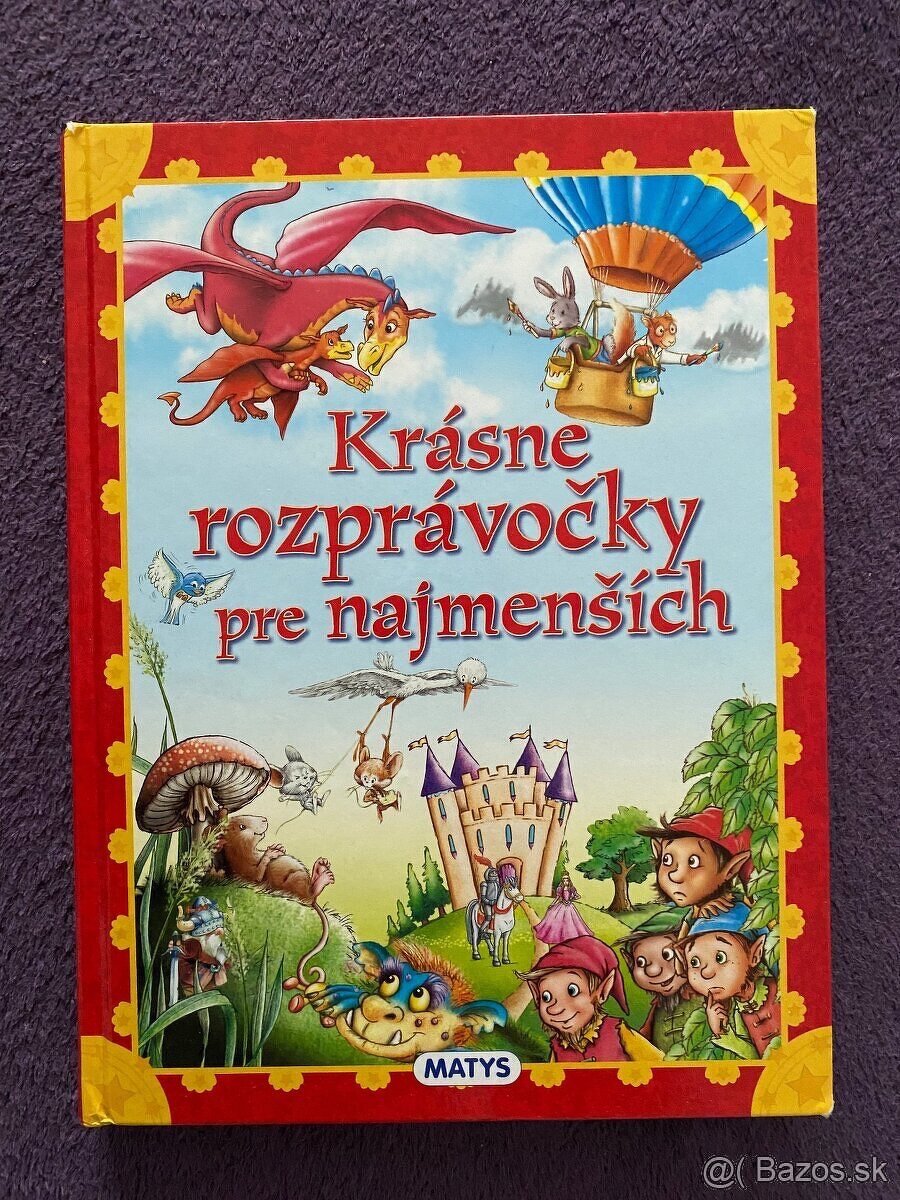 Krásne
rozprávočky
pre najmenších
MATYS
@( Bazos.sk